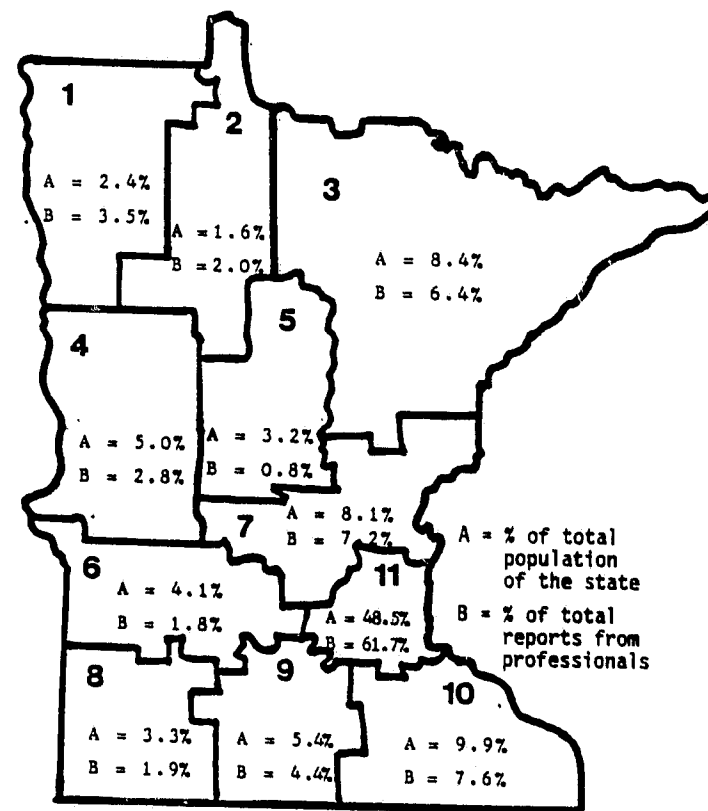 1
A = 2.4%
B = 3.5%
2
A = 1.6%
B = 2.0%
3
A = 8.4%
B = 6.4%
4
A = 5.0%
B = 2.8%
5
A = 3.2%
B = 0.8%
7
A = 8.1%
B = 7.2%
6
A = 4.1%
B = 1.8%
11
A = 48.5%
B = 61.7%
A = % of total
population
of the state
B = % of total
reports from
professionals
8
A = 3.3%
B = 1.9%
9
A = 5.4%
B = 4.4%
10
A = 9.9%
B = 7.6%